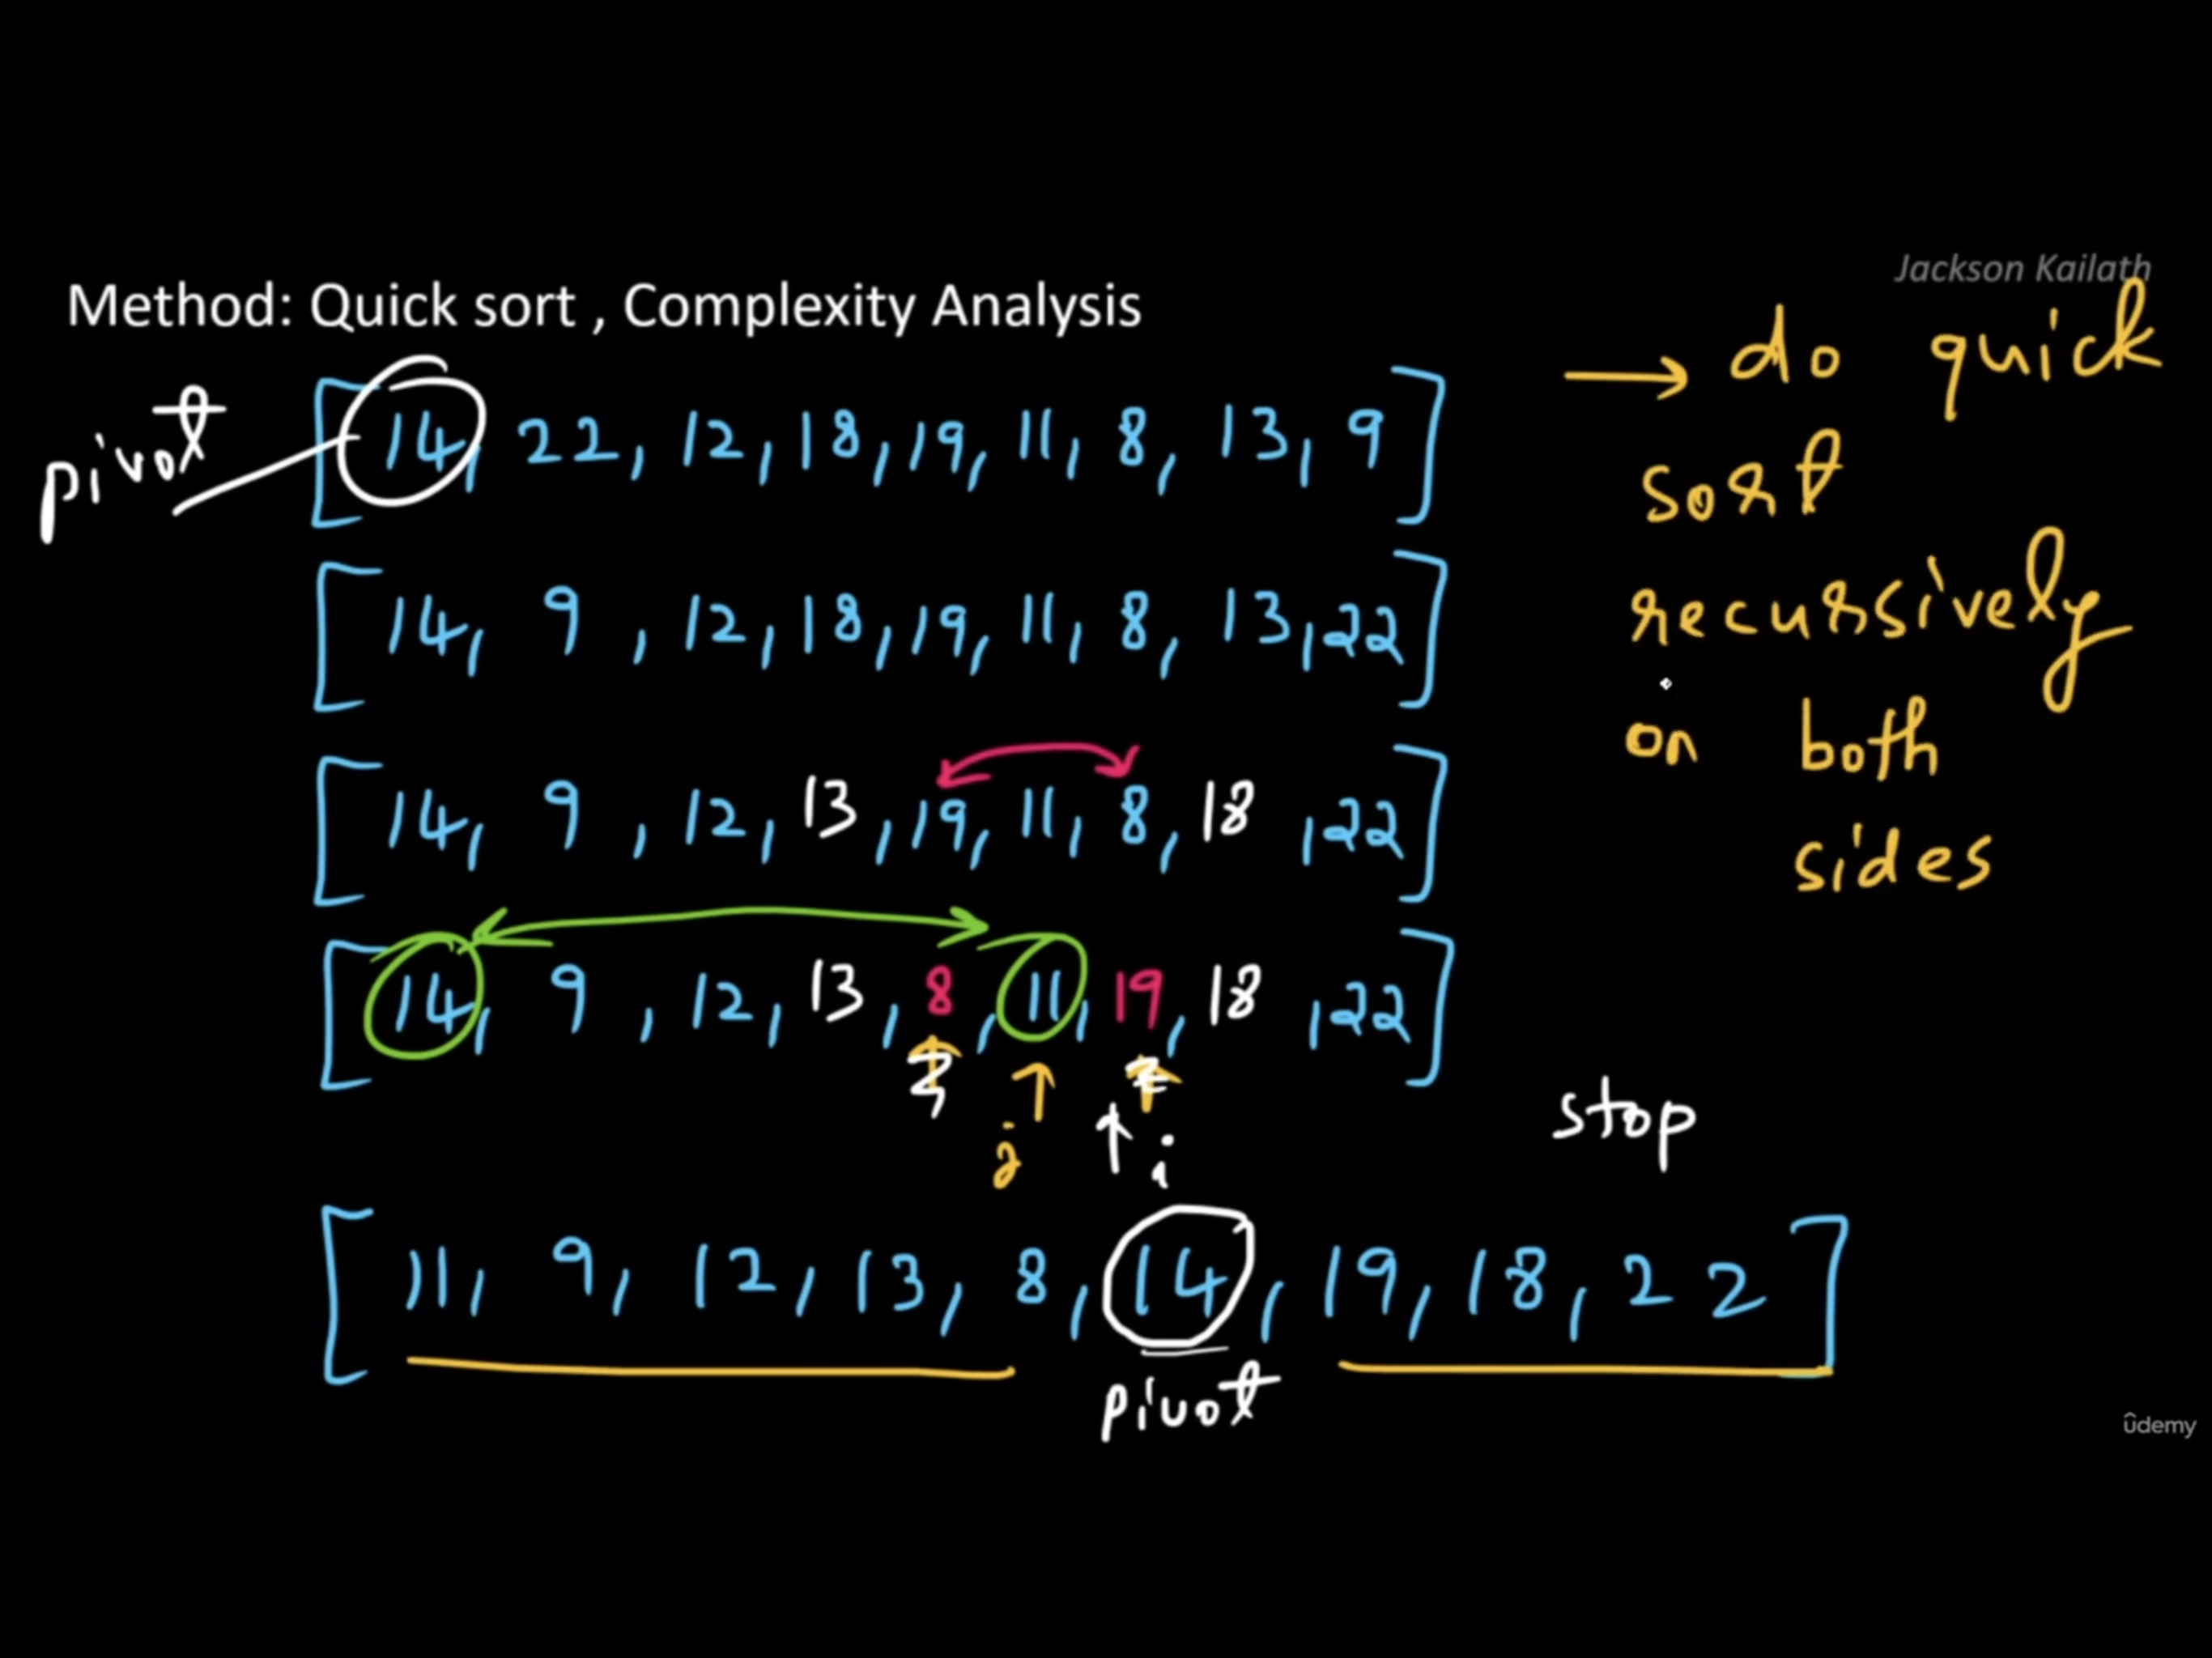 Jackson Kailath
Method: Quick sort , Complexity Analysis
→ do quick
sort
recursively
on both
sides
pivot
[14, 22, 12, 18, 19, 11, 8, 13, 9]
[14, 9, 12, 18, 19, 11, 8, 13, 22]
[14, 9, 12, 13, 19, 11, 8, 18, 22]
[14, 9, 12, 13, 8, 11, 19, 18, 22]
j
i
stop
[11, 9, 12, 13, 8, 14, 19, 18, 22]
pivot
ûdemy